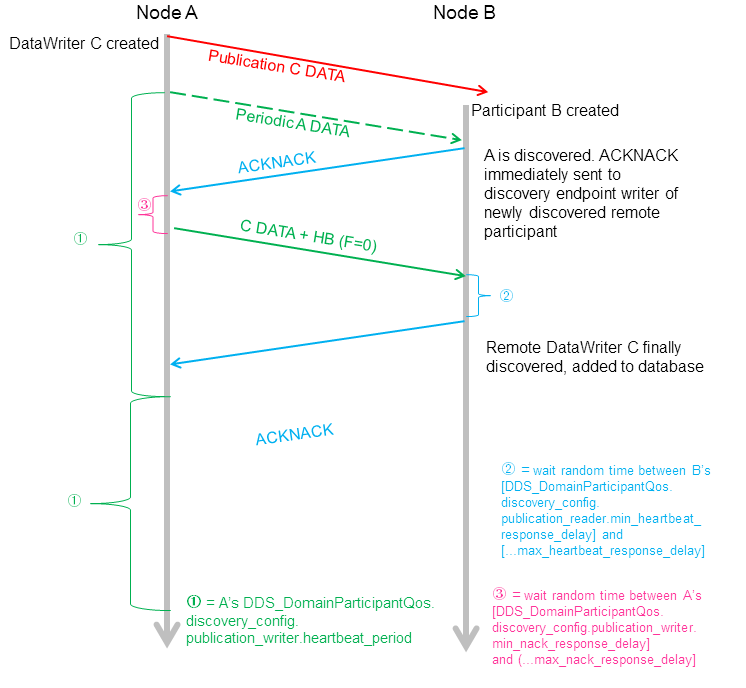 Node A
Node B
DataWriter C created
Publication C DATA
Participant B created
Periodic A DATA
ACKNACK
A is discovered. ACKNACK
immediately sent to
discovery endpoint writer of
newly discovered remote
participant
③
C DATA + HB (F=0)
①
②
Remote DataWriter C finally
discovered, added to database
ACKNACK
② = wait random time between B's
[DDS_DomainParticipantQos.
discovery_config.
publication_reader.min_heartbeat_
response_delay] and
[...max_heartbeat_response_delay]
①
① = A's DDS_DomainParticipantQos.
discovery_config.
publication_writer.heartbeat_period
③ = wait random time between A's
[DDS_DomainParticipantQos.
discovery_config.publication_writer.
min_nack_response_delay]
and (...max_nack_response_delay]